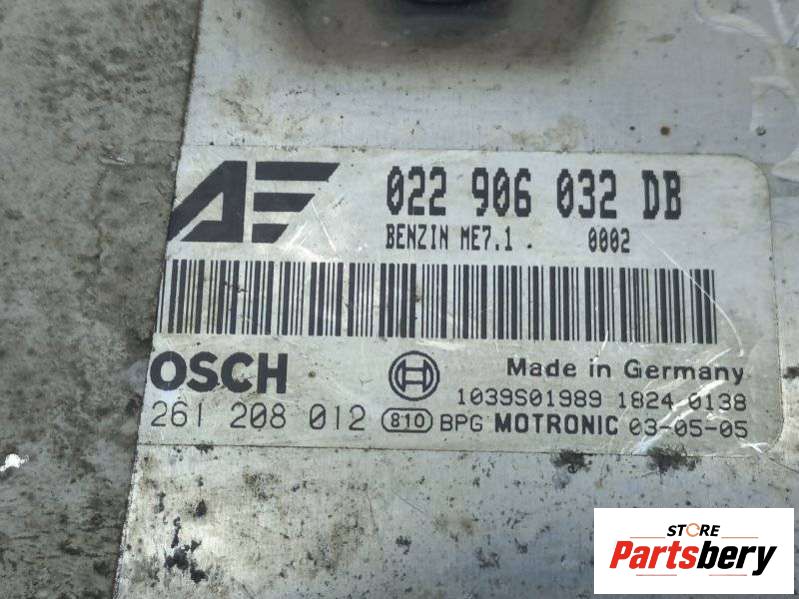 022 906 032 DB
BENZIN ME7.1 . 0002
OSCH
Made in Germany
1039S01989 1824 0138
261 208 012 810 BPG MOTRONIC 03-05-05
STORE
Partsbery